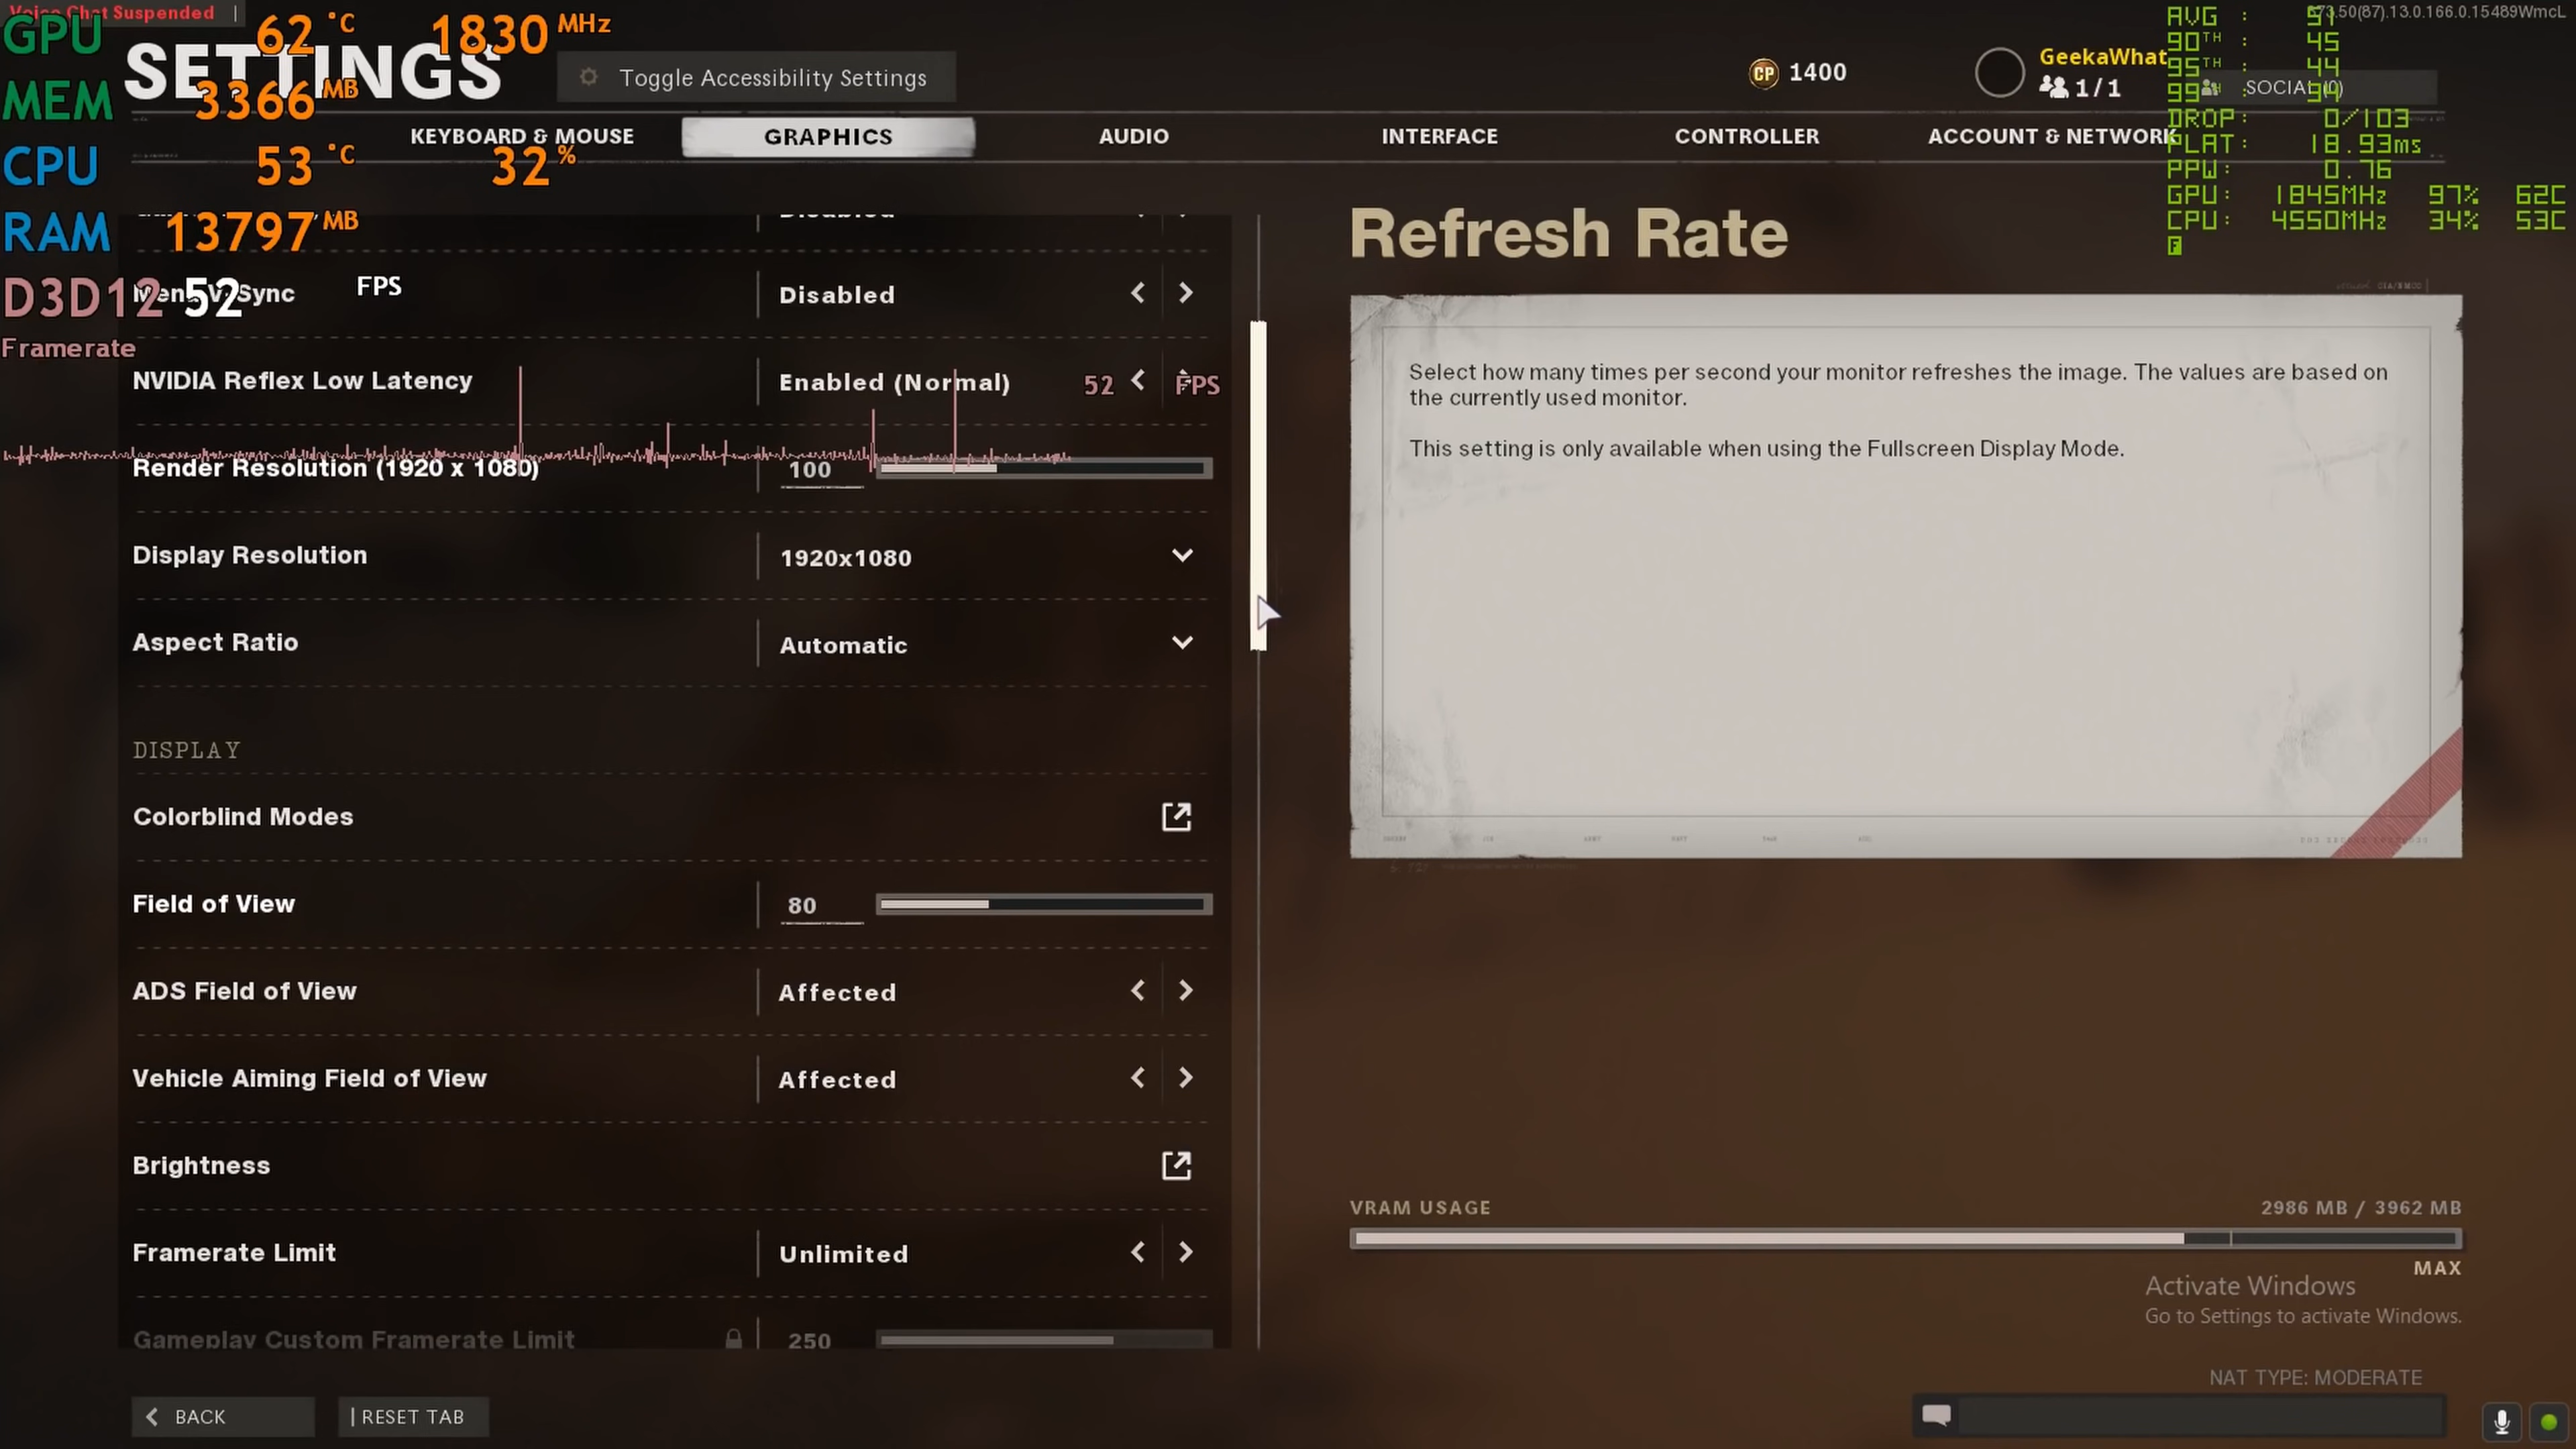 Voice Chat Suspended |
GPU 62 °C 1830 MHz
MEM 3366 MB
CPU 53 °C 32 %
RAM 13797 MB
D3D12 52 FPS
Framerate
52 FPS
SETTINGS
Toggle Accessibility Settings
CP 1400
GeekaWhat
1/1
SOCIAL (0)
AVG : 51
90TH : 45
95TH : 44
99
DROP: 0/103
FLAT: 18.93ms
PPW: 0.76
GPU: 1845MHz 97% 62C
CPU: 4550MHz 34% 53C
F
KEYBOARD & MOUSE
GRAPHICS
AUDIO
INTERFACE
CONTROLLER
ACCOUNT & NETWORK
Disabled
Menu V-Sync Disabled
NVIDIA Reflex Low Latency Enabled (Normal)
Render Resolution (1920 x 1080) 100
Display Resolution 1920x1080
Aspect Ratio Automatic
DISPLAY
Colorblind Modes
Field of View 80
ADS Field of View Affected
Vehicle Aiming Field of View Affected
Brightness
Framerate Limit Unlimited
Gameplay Custom Framerate Limit 250
Refresh Rate
Select how many times per second your monitor refreshes the image. The values are based on
the currently used monitor.
This setting is only available when using the Fullscreen Display Mode.
VRAM USAGE 2986 MB / 3962 MB
MAX
Activate Windows
Go to Settings to activate Windows.
NAT TYPE: MODERATE
BACK
RESET TAB